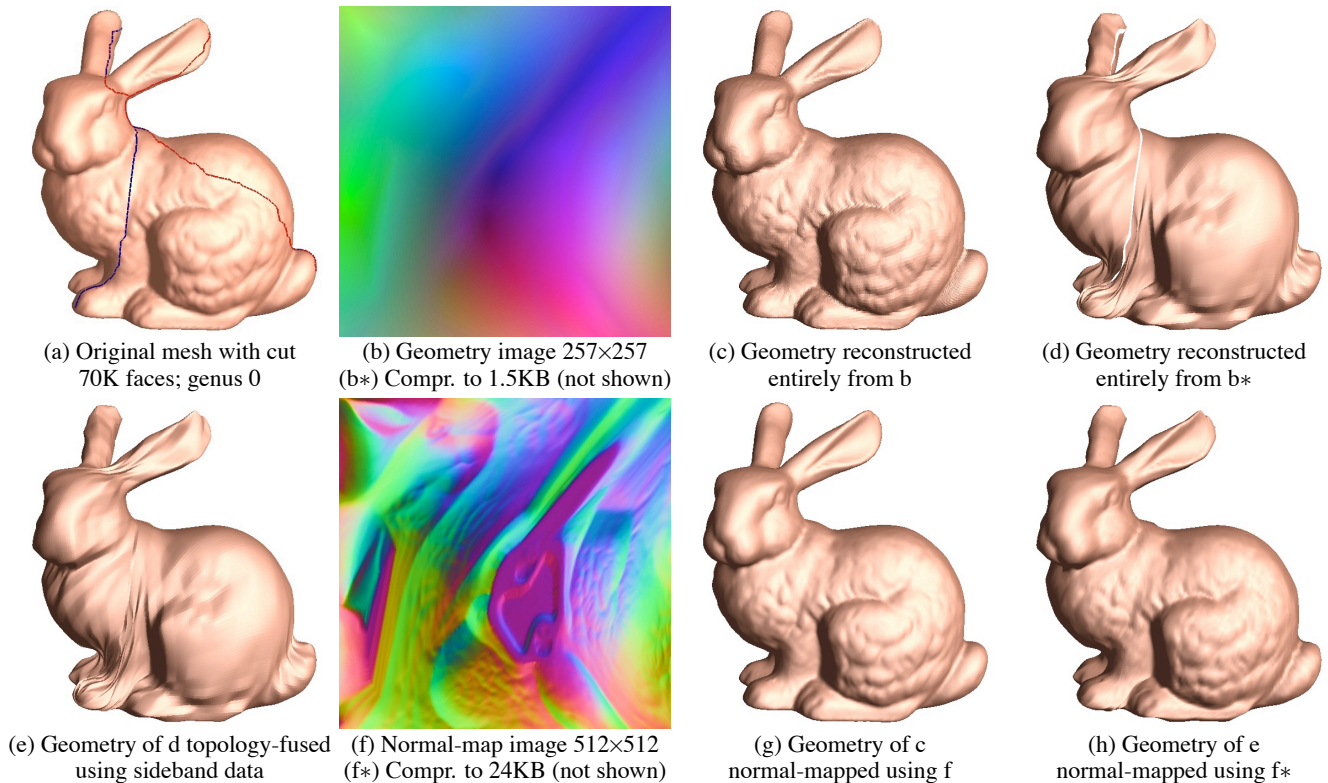 (a) Original mesh with cut
70K faces; genus 0
(b) Geometry image 257×257
(b∗) Compr. to 1.5KB (not shown)
(c) Geometry reconstructed
entirely from b
(d) Geometry reconstructed
entirely from b∗
(e) Geometry of d topology-fused
using sideband data
(f) Normal-map image 512×512
(f∗) Compr. to 24KB (not shown)
(g) Geometry of c
normal-mapped using f
(h) Geometry of e
normal-mapped using f∗